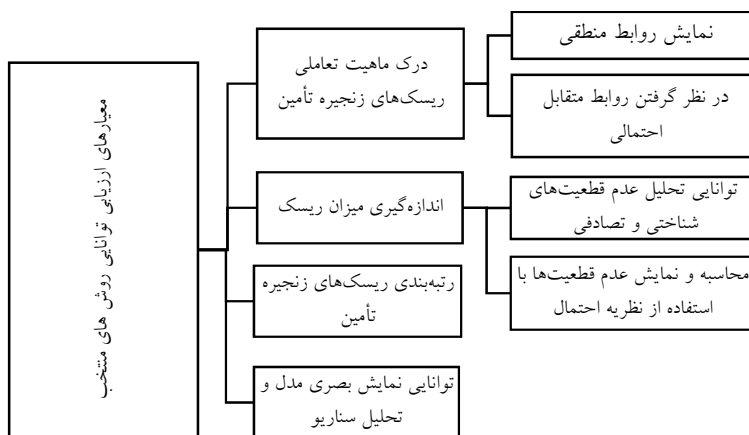 معیارهای ارزیابی توانایی روش های منتخب
درک ماهیت تعاملی
ریسک‌های زنجیره تأمین
نمایش روابط منطقی
در نظر گرفتن روابط متقابل
احتمالی
اندازه‌گیری میزان ریسک
توانایی تحلیل عدم قطعیت‌های
شناختی و تصادفی
محاسبه و نمایش عدم قطعیت‌ها با
استفاده از نظریه احتمال
رتبه‌بندی ریسک‌های زنجیره
تأمین
توانایی نمایش بصری مدل و
تحلیل سناریو